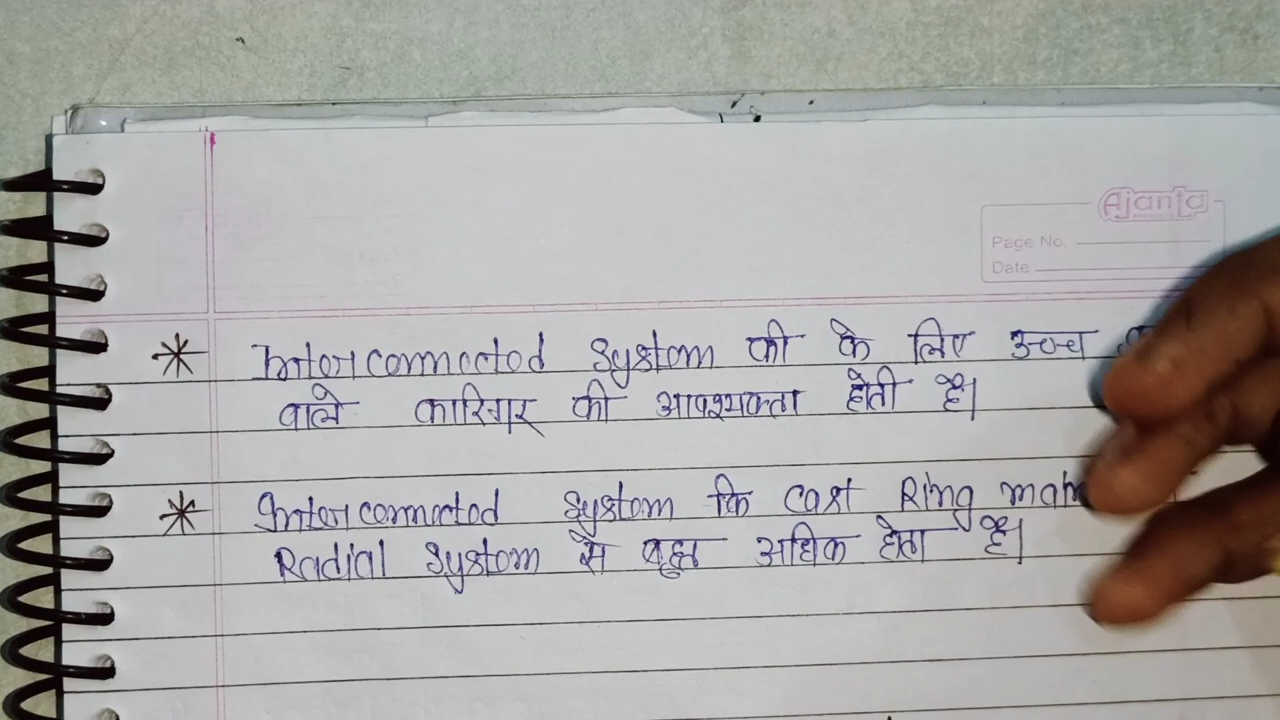 Ajanta
Page No.
Date
* Interconnected System की के लिए उच्च
वाले कारिगर की आवश्यकता होती है।
* Interconnected System कि cost Ring main
Radial System से बहुत अधिक होता है।